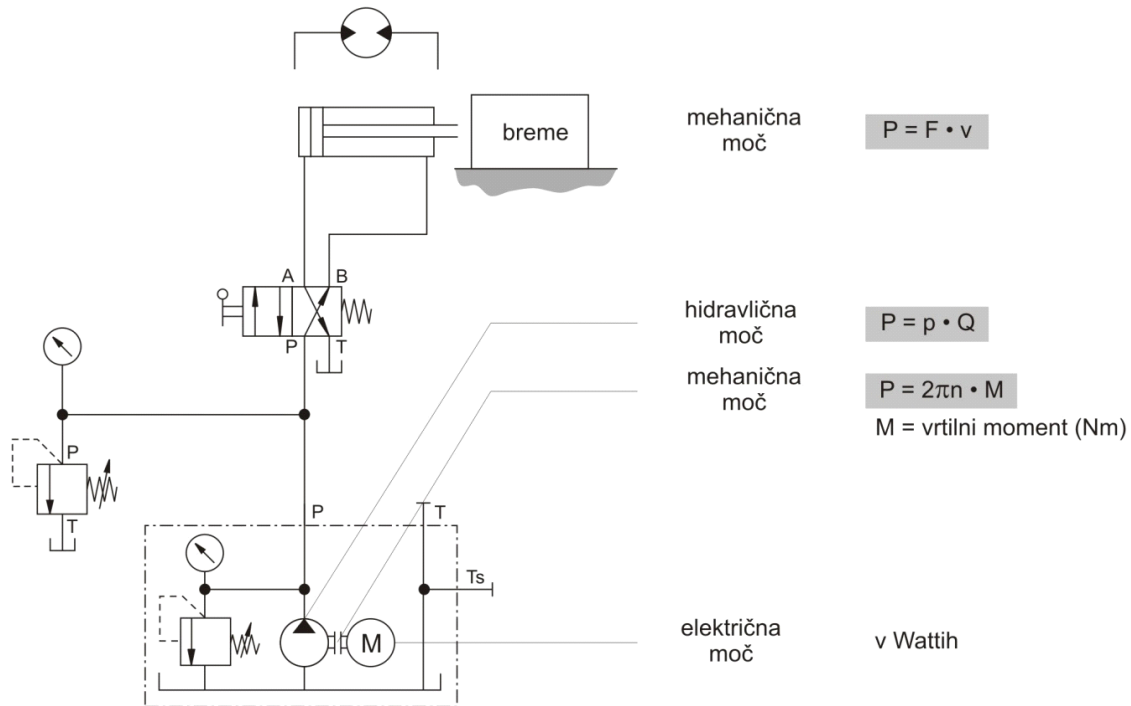 breme
mehanična
moč
P = F • v
A
B
P
T
hidravlična
moč
P = p • Q
mehanična
moč
P = 2πn • M
M = vrtilni moment (Nm)
P
T
P
T
Ts
M
električna
moč
v Wattih